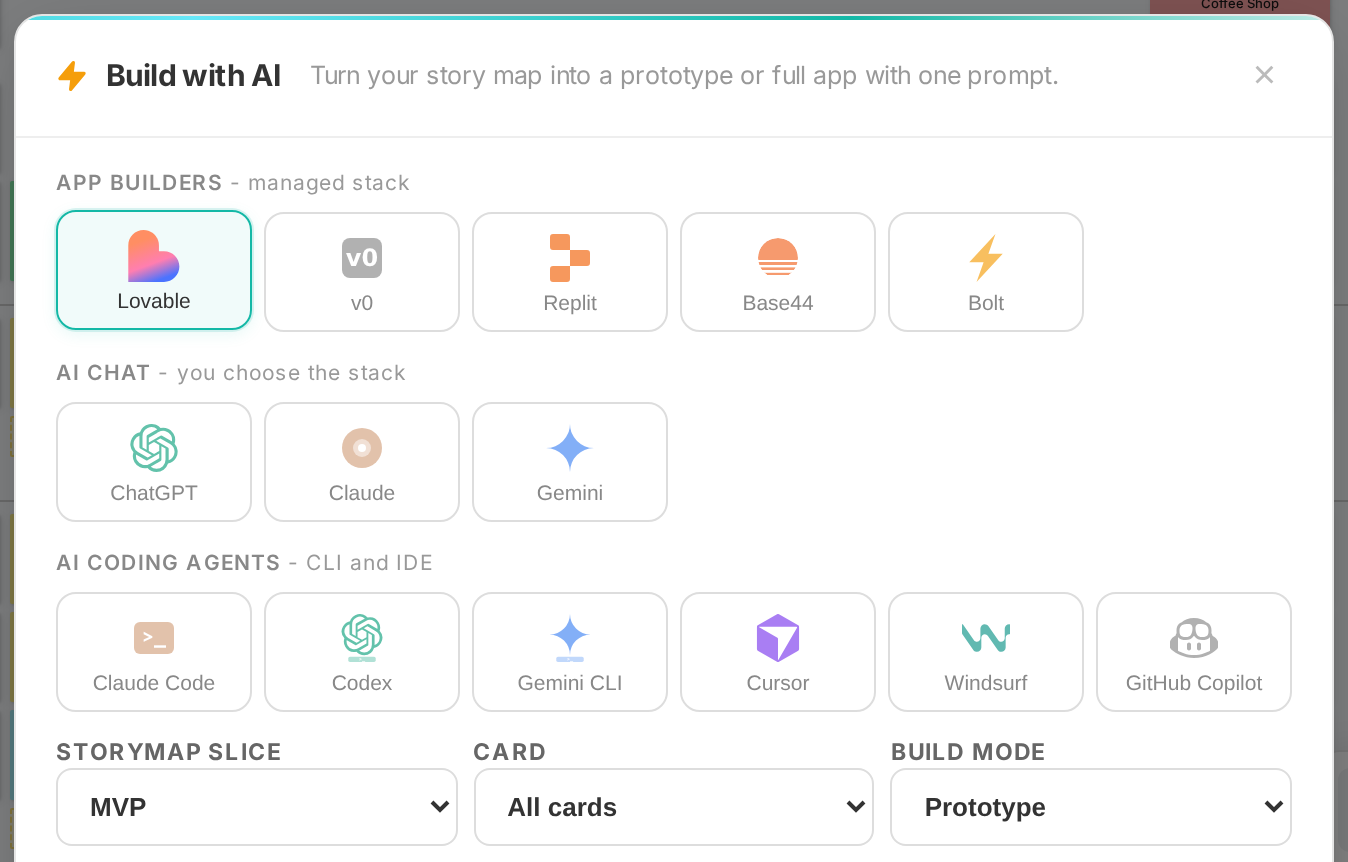 Coffee Shop
Build with AI Turn your story map into a prototype or full app with one prompt.
APP BUILDERS - managed stack
v0
Lovable v0 Replit Base44 Bolt
AI CHAT - you choose the stack
ChatGPT Claude Gemini
AI CODING AGENTS - CLI and IDE
>_
Claude Code Codex Gemini CLI Cursor Windsurf GitHub Copilot
STORYMAP SLICE CARD BUILD MODE
MVP All cards Prototype